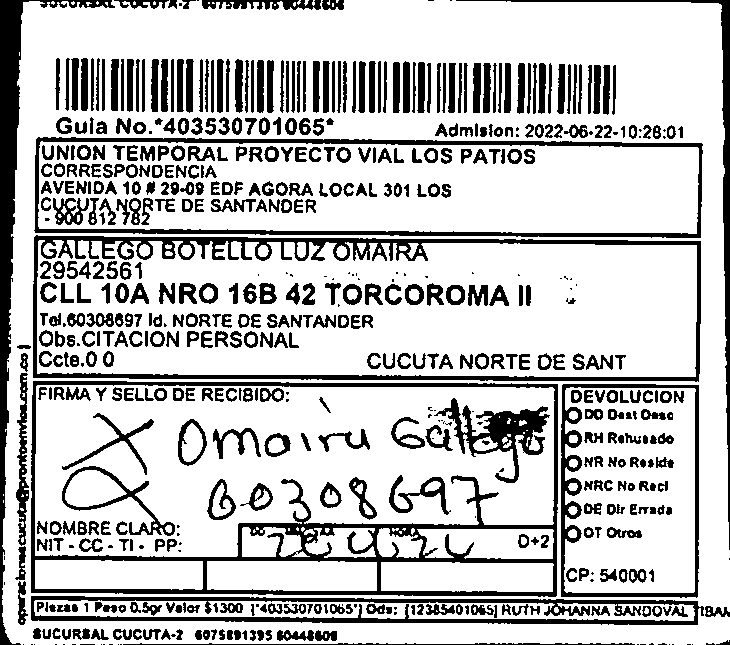 SUCURSAL CUCUTA-2 6075891395 60448606
Guia No.*403530701065*
Admision: 2022-06-22-10:28:01
UNION TEMPORAL PROYECTO VIAL LOS PATIOS
CORRESPONDENCIA
AVENIDA 10 # 29-09 EDF AGORA LOCAL 301 LOS
CUCUTA NORTE DE SANTANDER
- 900 812 782
GALLEGO BOTELLO LUZ OMAIRA
29542561
CLL 10A NRO 16B 42 TORCOROMA II
Tel.60308697 Id. NORTE DE SANTANDER
Obs.CITACION PERSONAL
Ccte.0 0 CUCUTA NORTE DE SANT
operacionescucuta@prontoenvios.com.co
FIRMA Y SELLO DE RECIBIDO:
Omaira Gallego
60308697
NOMBRE CLARO:
NIT - CC - TI - PP:
HORA
D+2
DEVOLUCION
DD Dest Desc
RH Rehusado
NR No Reside
NRC No Recl
DE Dir Errada
OT Otros
CP: 540001
Piezas 1 Peso 0.5gr Valor $1300 [*403530701065*] Ods: [12385401065] RUTH JOHANNA SANDOVAL TIBAM
SUCURSAL CUCUTA-2 6075891395 60448606